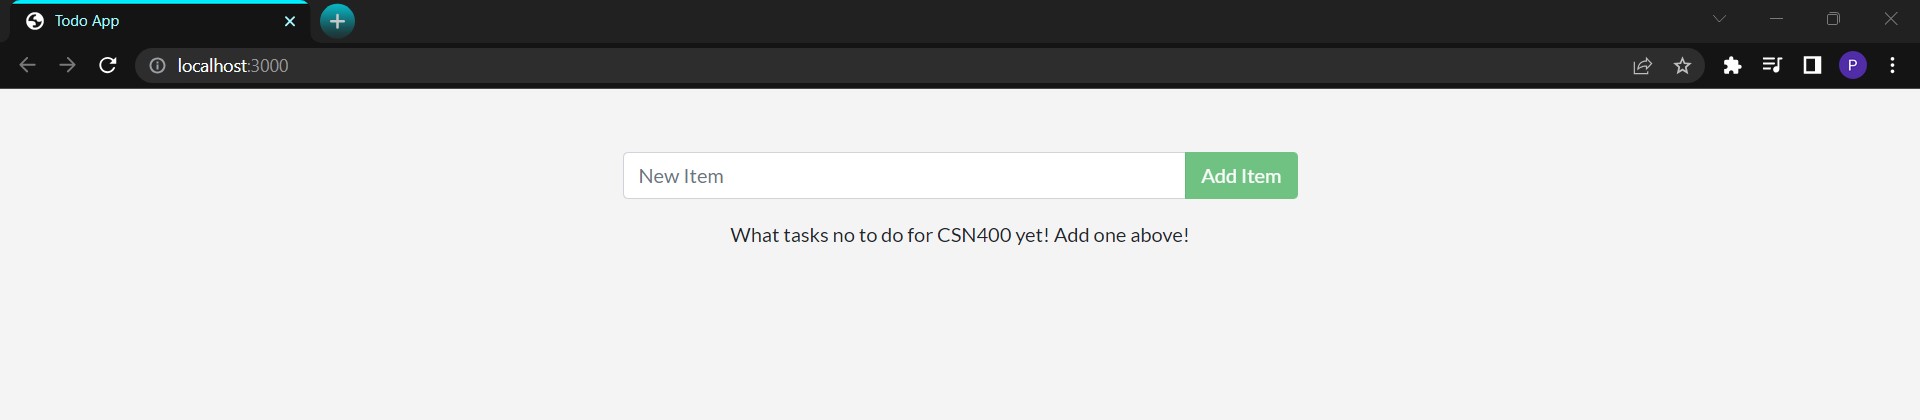 Todo App
localhost:3000
P
New Item
Add Item
What tasks no to do for CSN400 yet! Add one above!